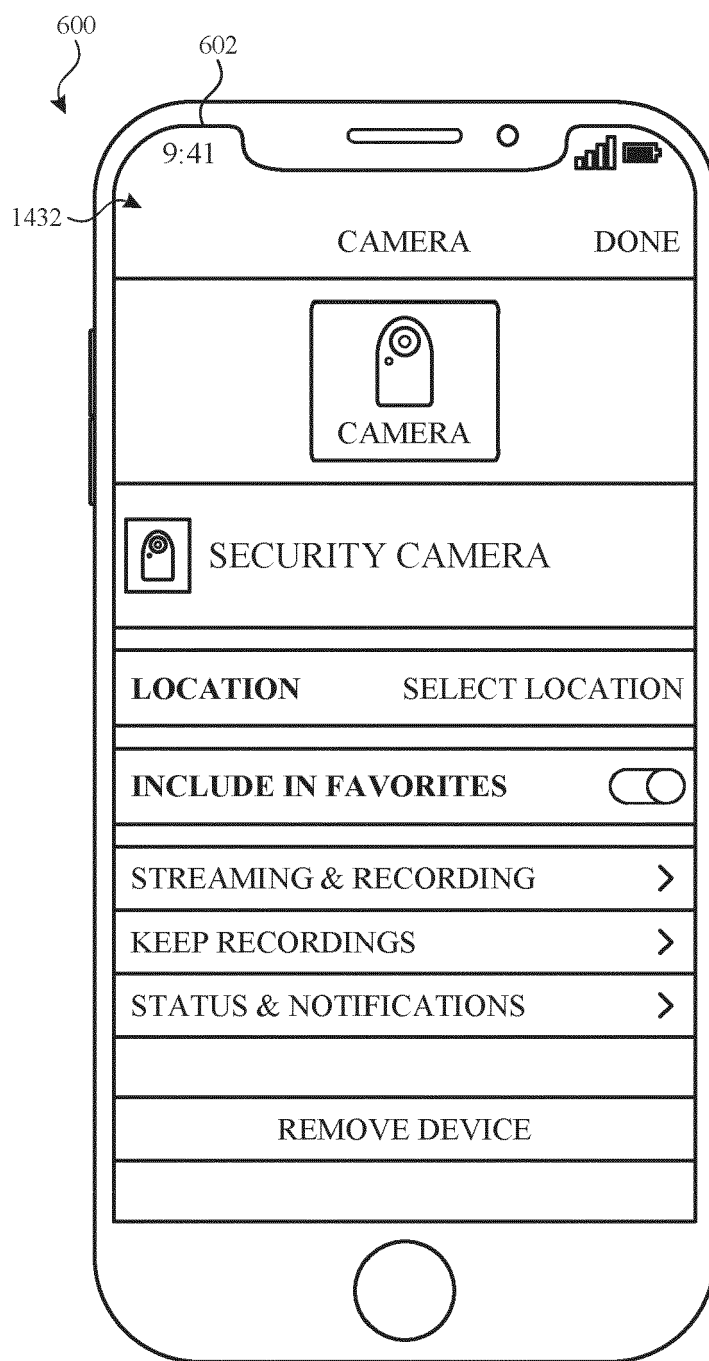 600
602
9:41
1432
CAMERA DONE
CAMERA
SECURITY CAMERA
LOCATION SELECT LOCATION
INCLUDE IN FAVORITES
STREAMING & RECORDING
KEEP RECORDINGS
STATUS & NOTIFICATIONS
REMOVE DEVICE